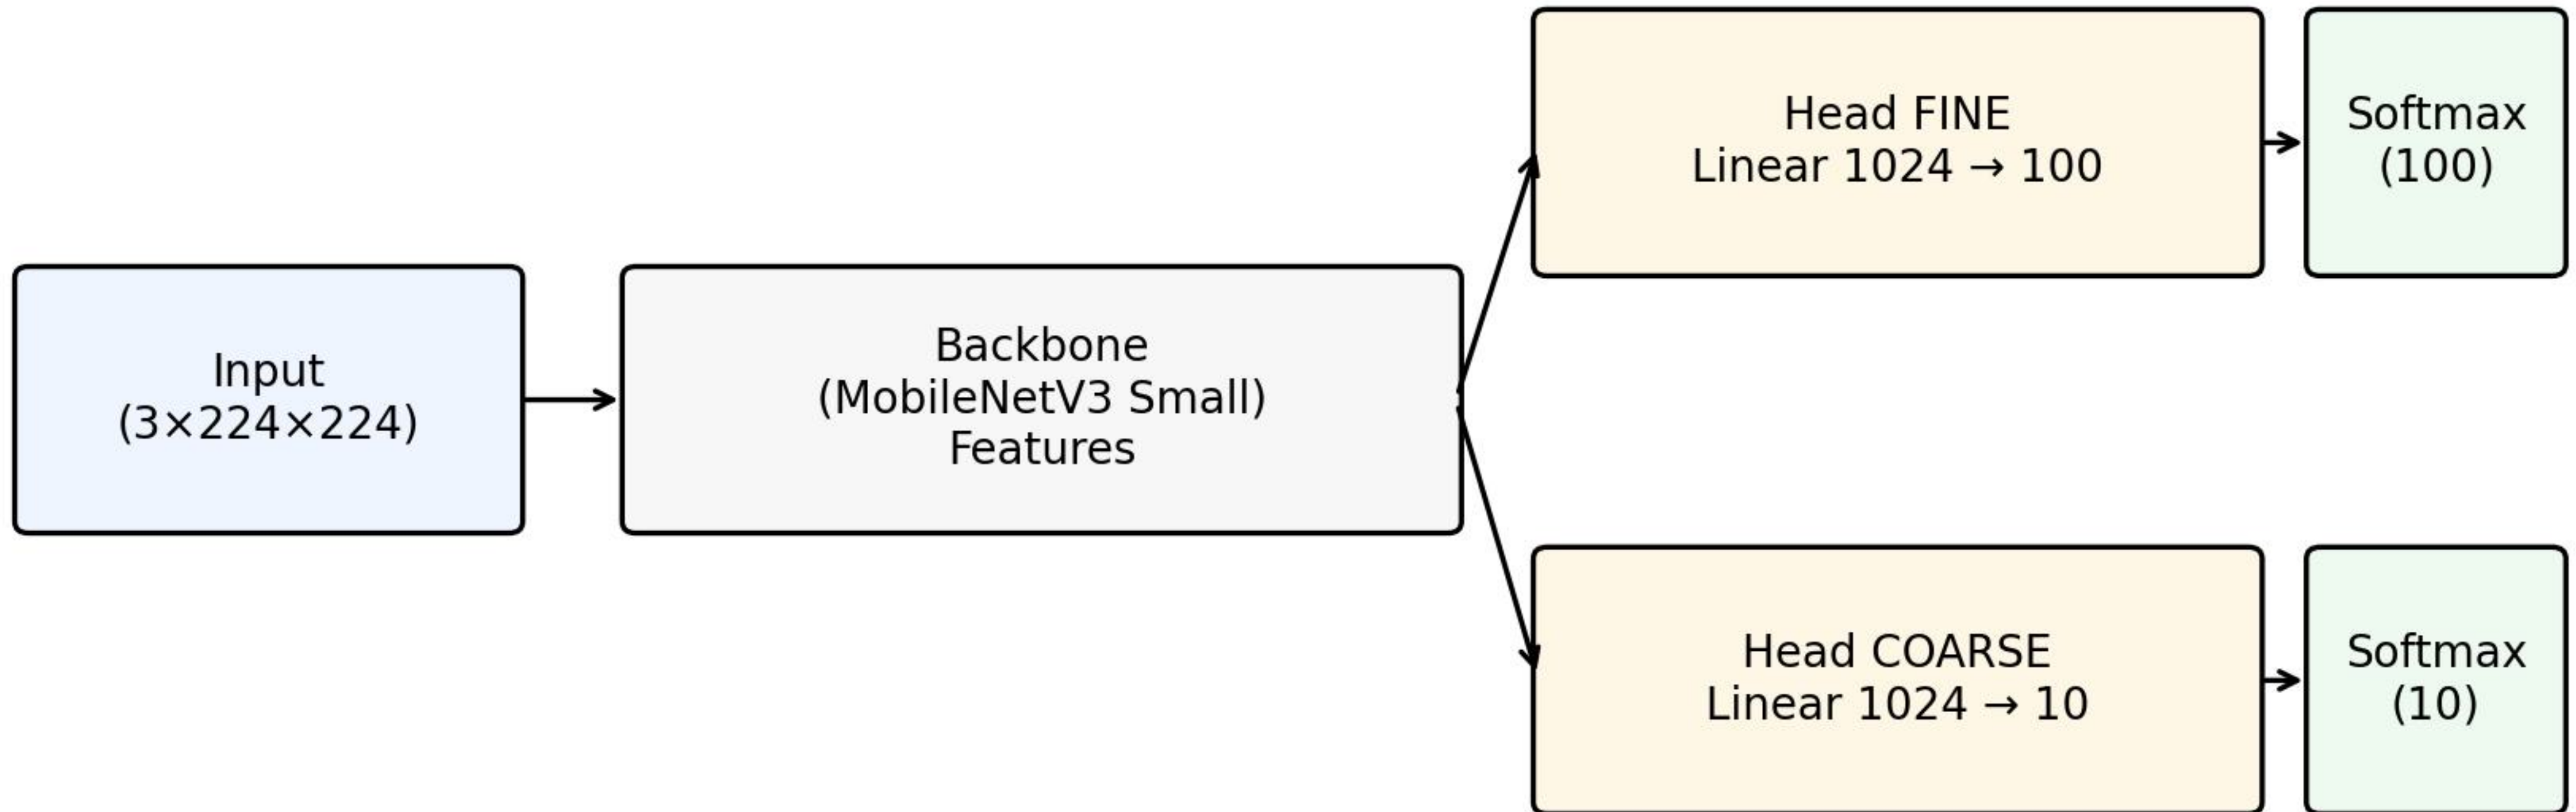 Input
(3×224×224)
Backbone
(MobileNetV3 Small)
Features
Head FINE
Linear 1024 → 100
Softmax
(100)
Head COARSE
Linear 1024 → 10
Softmax
(10)